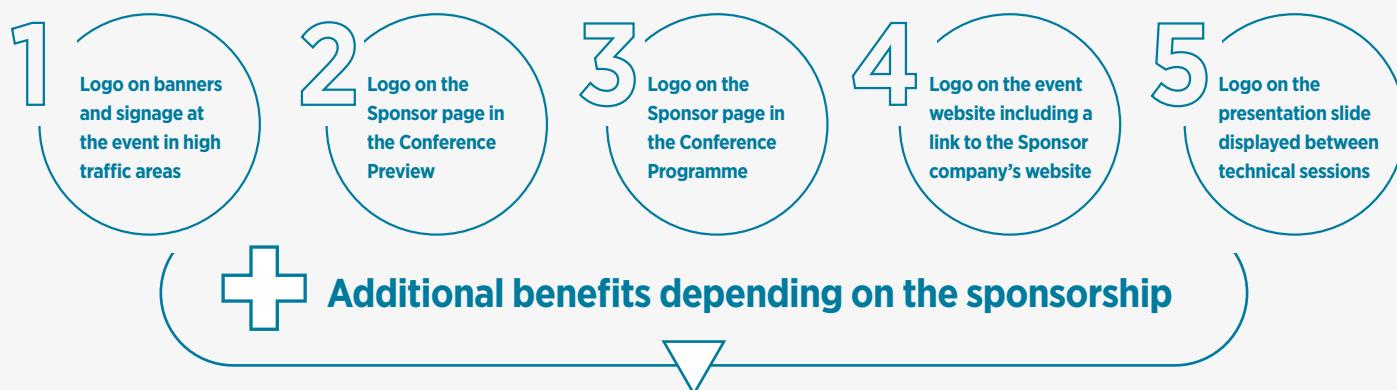 1
Logo on banners
and signage at
the event in high
traffic areas
2
Logo on the
Sponsor page in
the Conference
Preview
3
Logo on the
Sponsor page in
the Conference
Programme
4
Logo on the event
website including a
link to the Sponsor
company’s website
5
Logo on the
presentation slide
displayed between
technical sessions
Additional benefits depending on the sponsorship